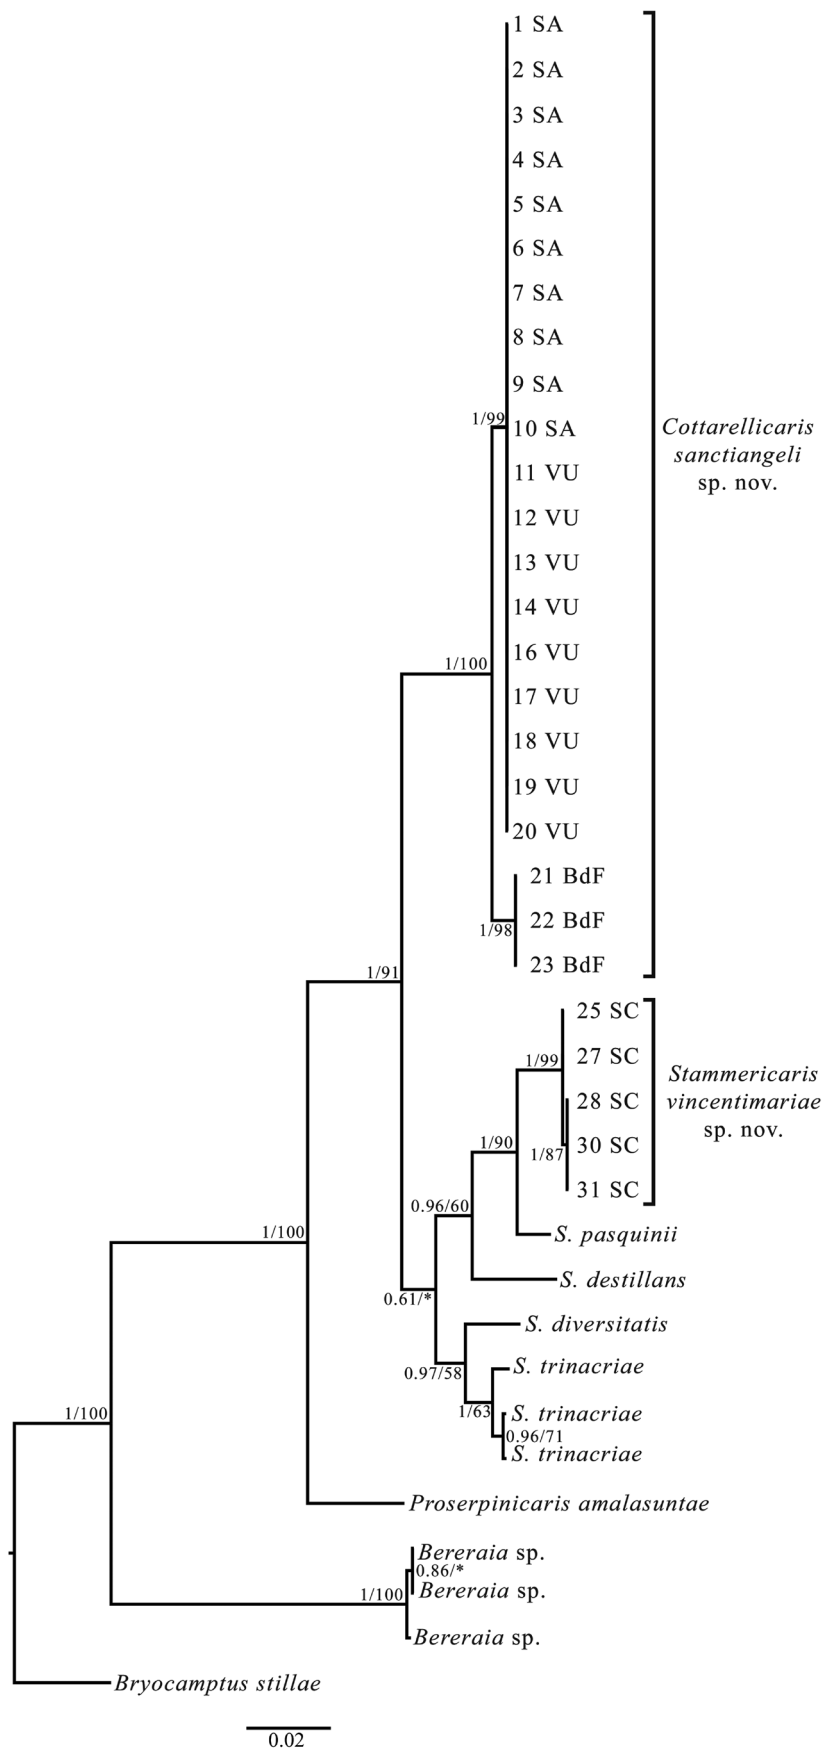 1 SA
2 SA
3 SA
4 SA
5 SA
6 SA
7 SA
8 SA
9 SA
1/99
10 SA
Cottarellicaris
sanctiangeli
sp. nov.
11 VU
12 VU
13 VU
14 VU
16 VU
1/100
17 VU
18 VU
19 VU
20 VU
21 BdF
22 BdF
1/98
23 BdF
1/91
25 SC
27 SC
1/99
Stammericaris
vincentimariae
sp. nov.
28 SC
30 SC
1/90
1/87
31 SC
0.96/60
1/100
S. pasquinii
S. destillans
0.61/*
S. diversitatis
S. trinacriae
0.97/58
1/63
1/100
S. trinacriae
0.96/71
S. trinacriae
Proserpinicaris amalasuntae
Bereraia sp.
0.86/*
Bereraia sp.
1/100
Bereraia sp.
Bryocamptus stillae
0.02